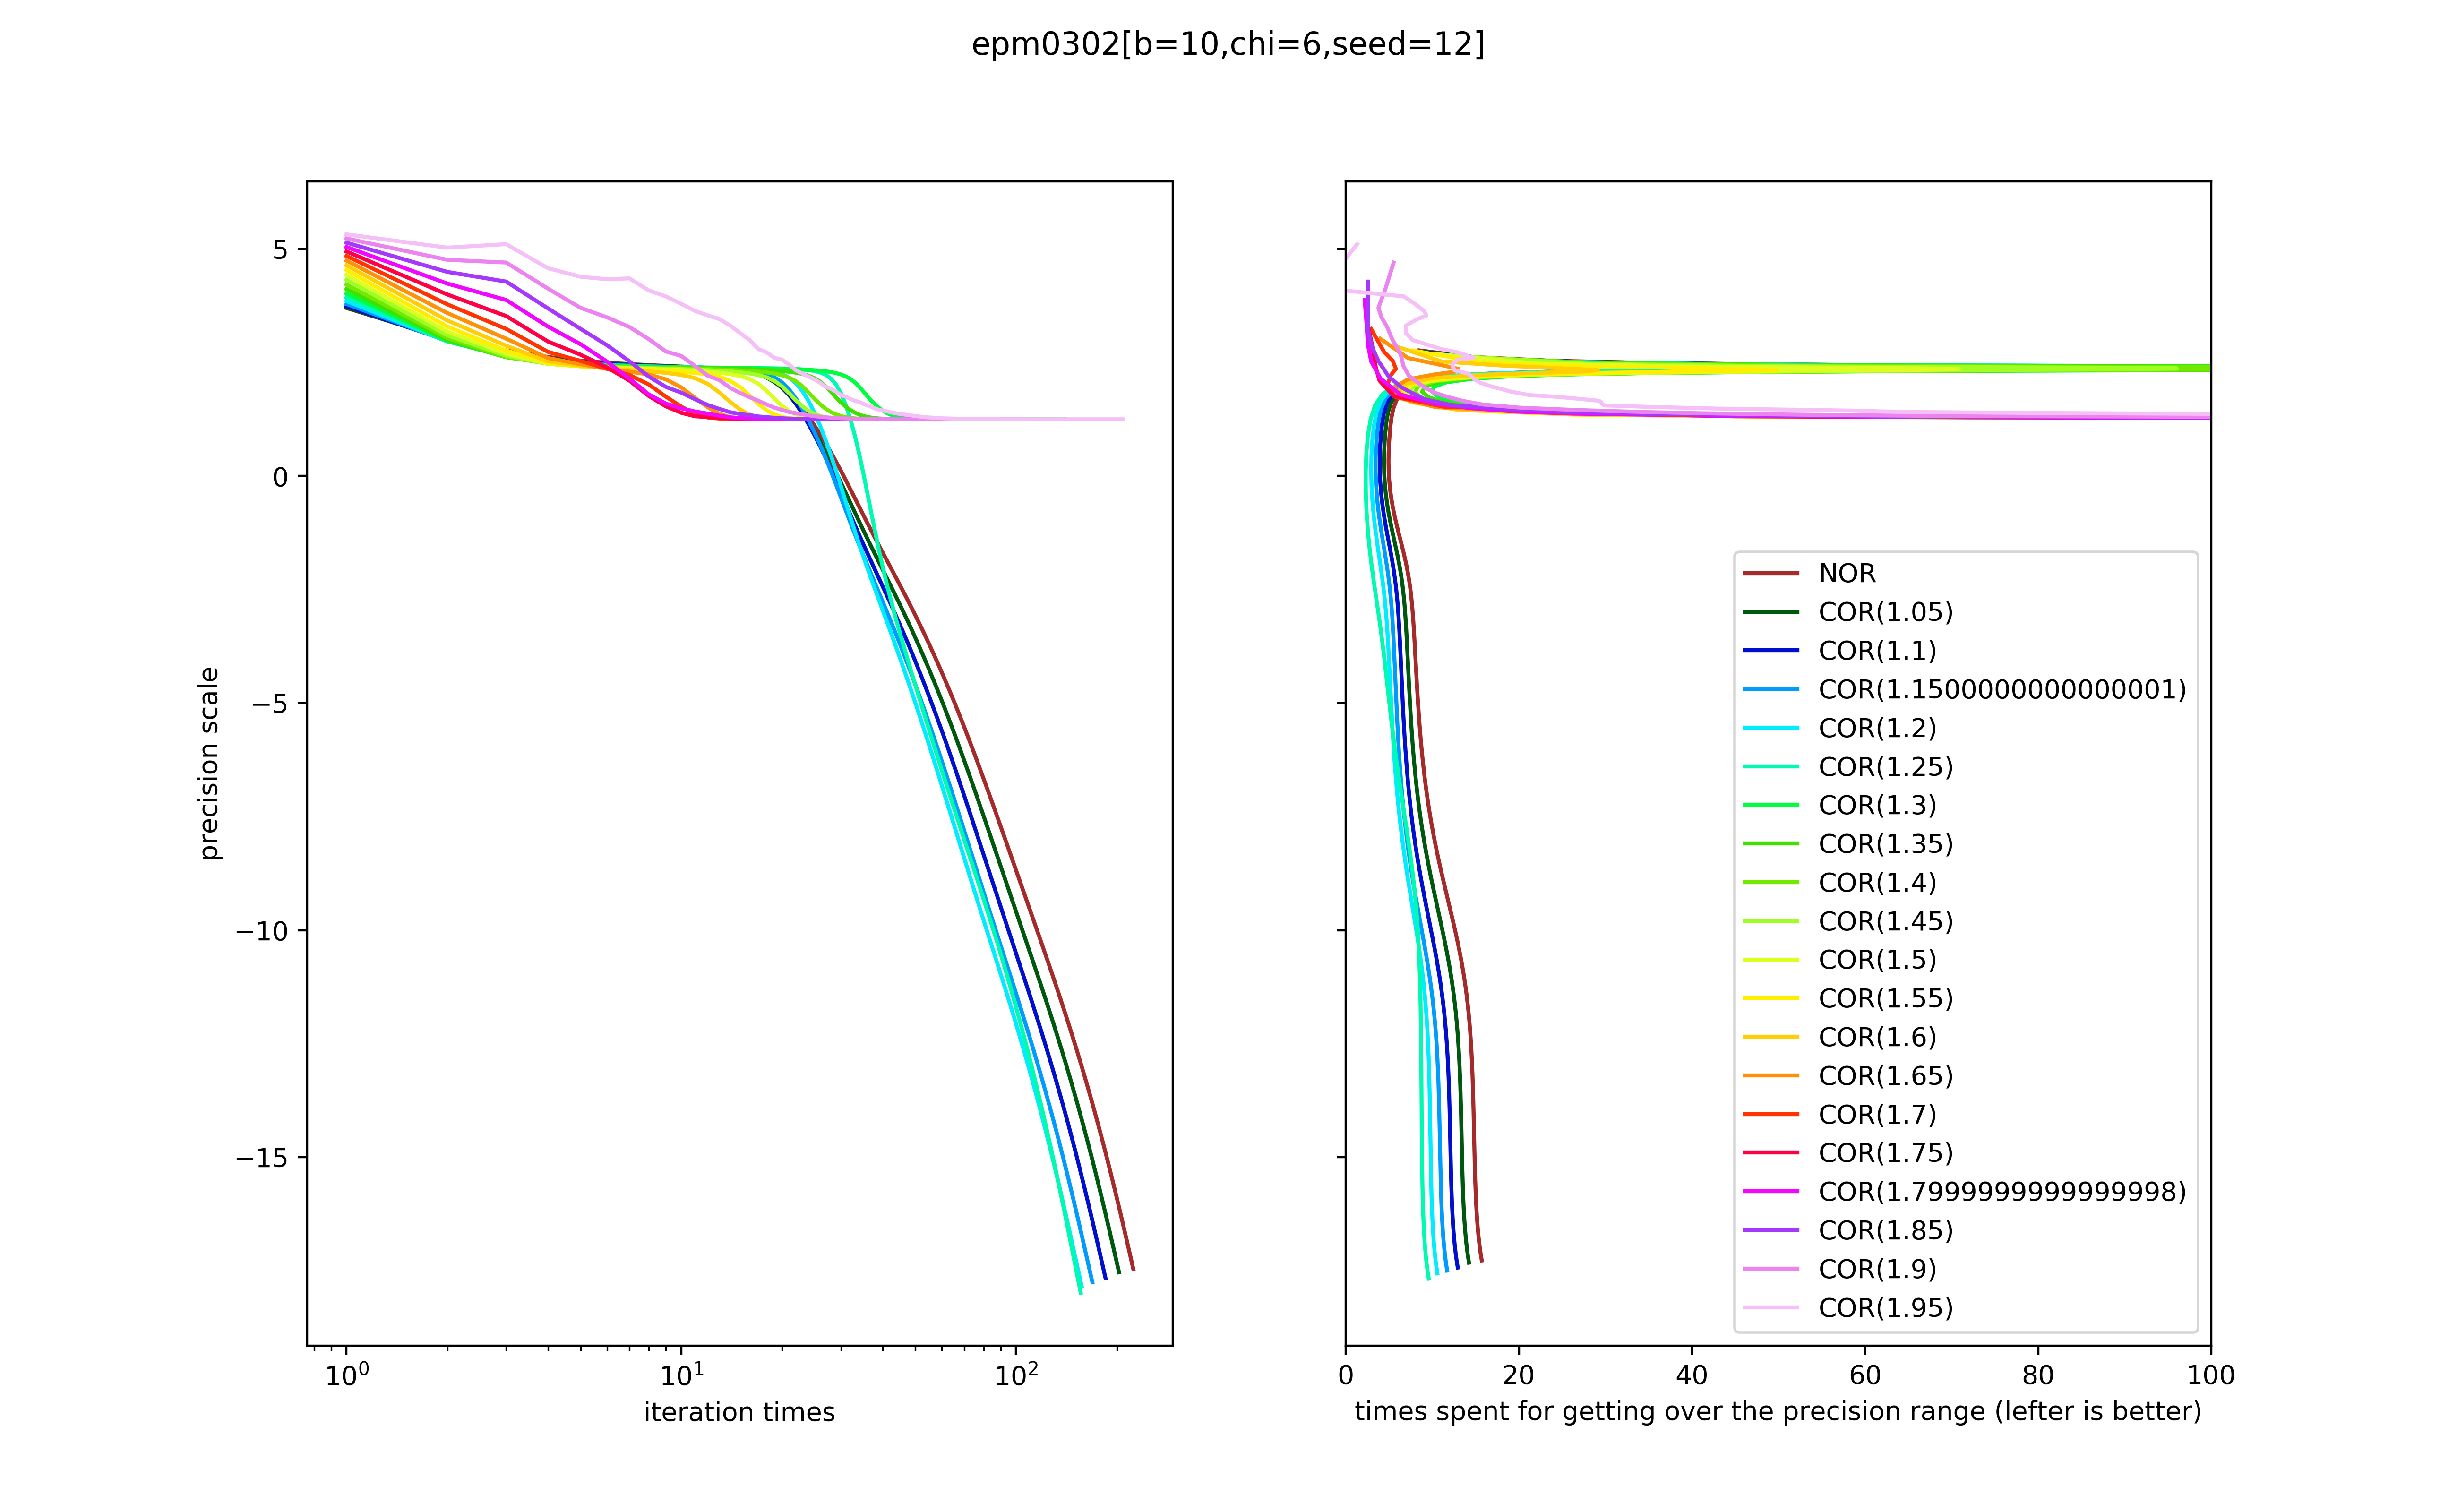 epm0302[b=10,chi=6,seed=12]
precision scale
5
0
−5
−10
−15
10⁰
10¹
10²
iteration times
0
20
40
60
80
100
times spent for getting over the precision range (lefter is better)
NOR
COR(1.05)
COR(1.1)
COR(1.1500000000000001)
COR(1.2)
COR(1.25)
COR(1.3)
COR(1.35)
COR(1.4)
COR(1.45)
COR(1.5)
COR(1.55)
COR(1.6)
COR(1.65)
COR(1.7)
COR(1.75)
COR(1.7999999999999998)
COR(1.85)
COR(1.9)
COR(1.95)